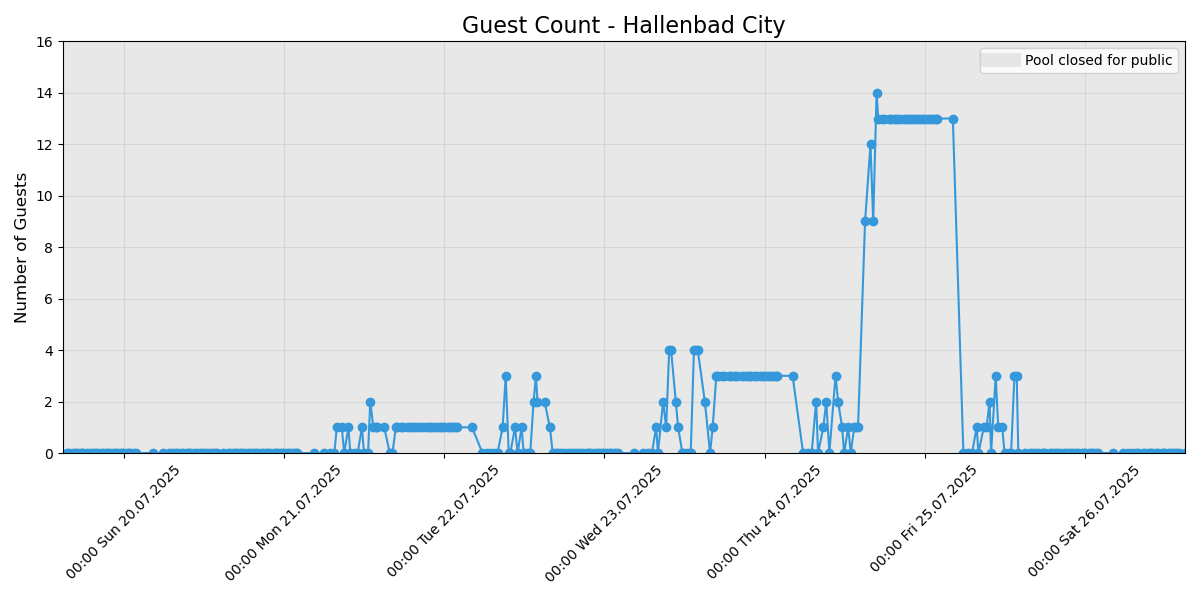 Guest Count - Hallenbad City
Pool closed for public
Number of Guests
16
14
12
10
8
6
4
2
0
00:00 Sun 20.07.2025
00:00 Mon 21.07.2025
00:00 Tue 22.07.2025
00:00 Wed 23.07.2025
00:00 Thu 24.07.2025
00:00 Fri 25.07.2025
00:00 Sat 26.07.2025